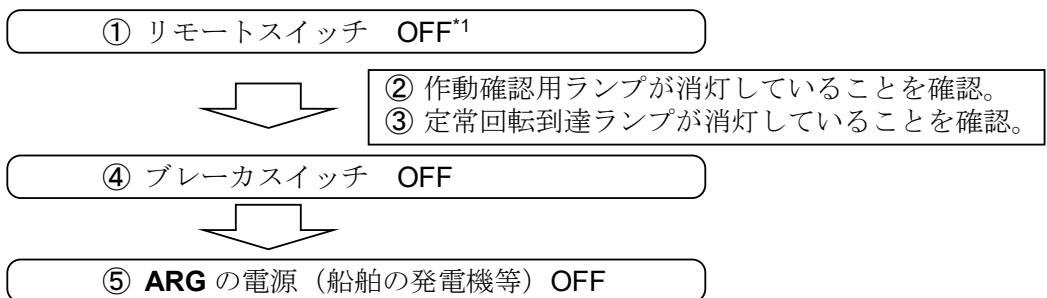 ① リモートスイッチ OFF*1
② 作動確認用ランプが消灯していることを確認。
③ 定常回転到達ランプが消灯していることを確認。
④ ブレーカスイッチ OFF
⑤ ARG の電源（船舶の発電機等）OFF